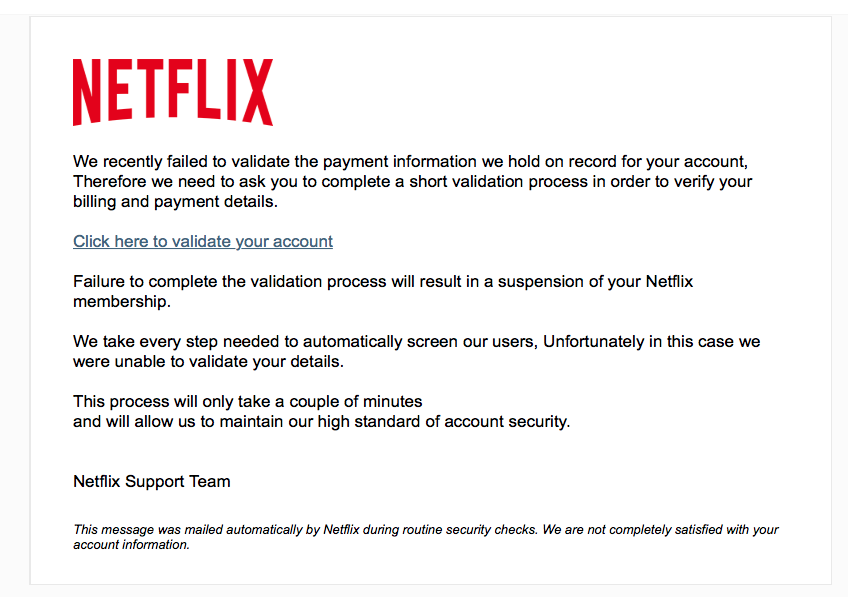 NETFLIX
We recently failed to validate the payment information we hold on record for your account,
Therefore we need to ask you to complete a short validation process in order to verify your
billing and payment details.
Click here to validate your account
Failure to complete the validation process will result in a suspension of your Netflix
membership.
We take every step needed to automatically screen our users, Unfortunately in this case we
were unable to validate your details.
This process will only take a couple of minutes
and will allow us to maintain our high standard of account security.
Netflix Support Team
This message was mailed automatically by Netflix during routine security checks. We are not completely satisfied with your
account information.